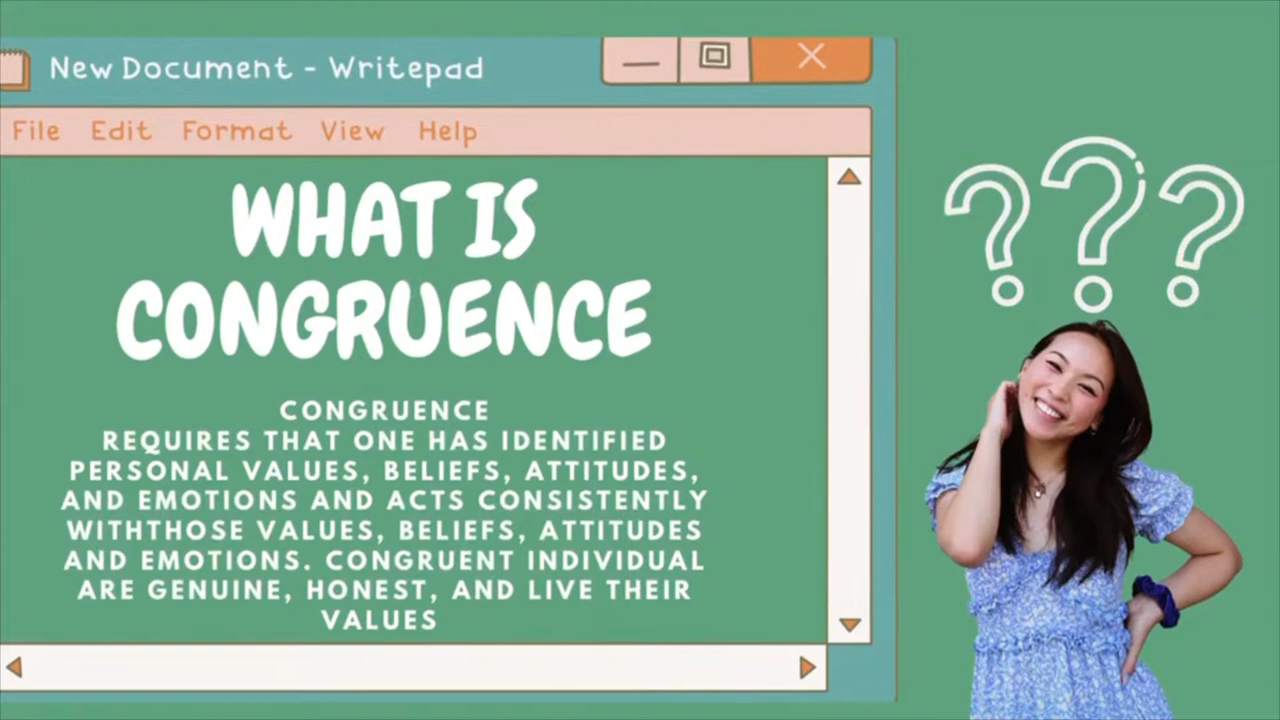 New Document - Writepad
File Edit Format View Help
WHAT IS
CONGRUENCE
CONGRUENCE
REQUIRES THAT ONE HAS IDENTIFIED
PERSONAL VALUES, BELIEFS, ATTITUDES,
AND EMOTIONS AND ACTS CONSISTENTLY
WITHTHOSE VALUES, BELIEFS, ATTITUDES
AND EMOTIONS. CONGRUENT INDIVIDUAL
ARE GENUINE, HONEST, AND LIVE THEIR
VALUES
???